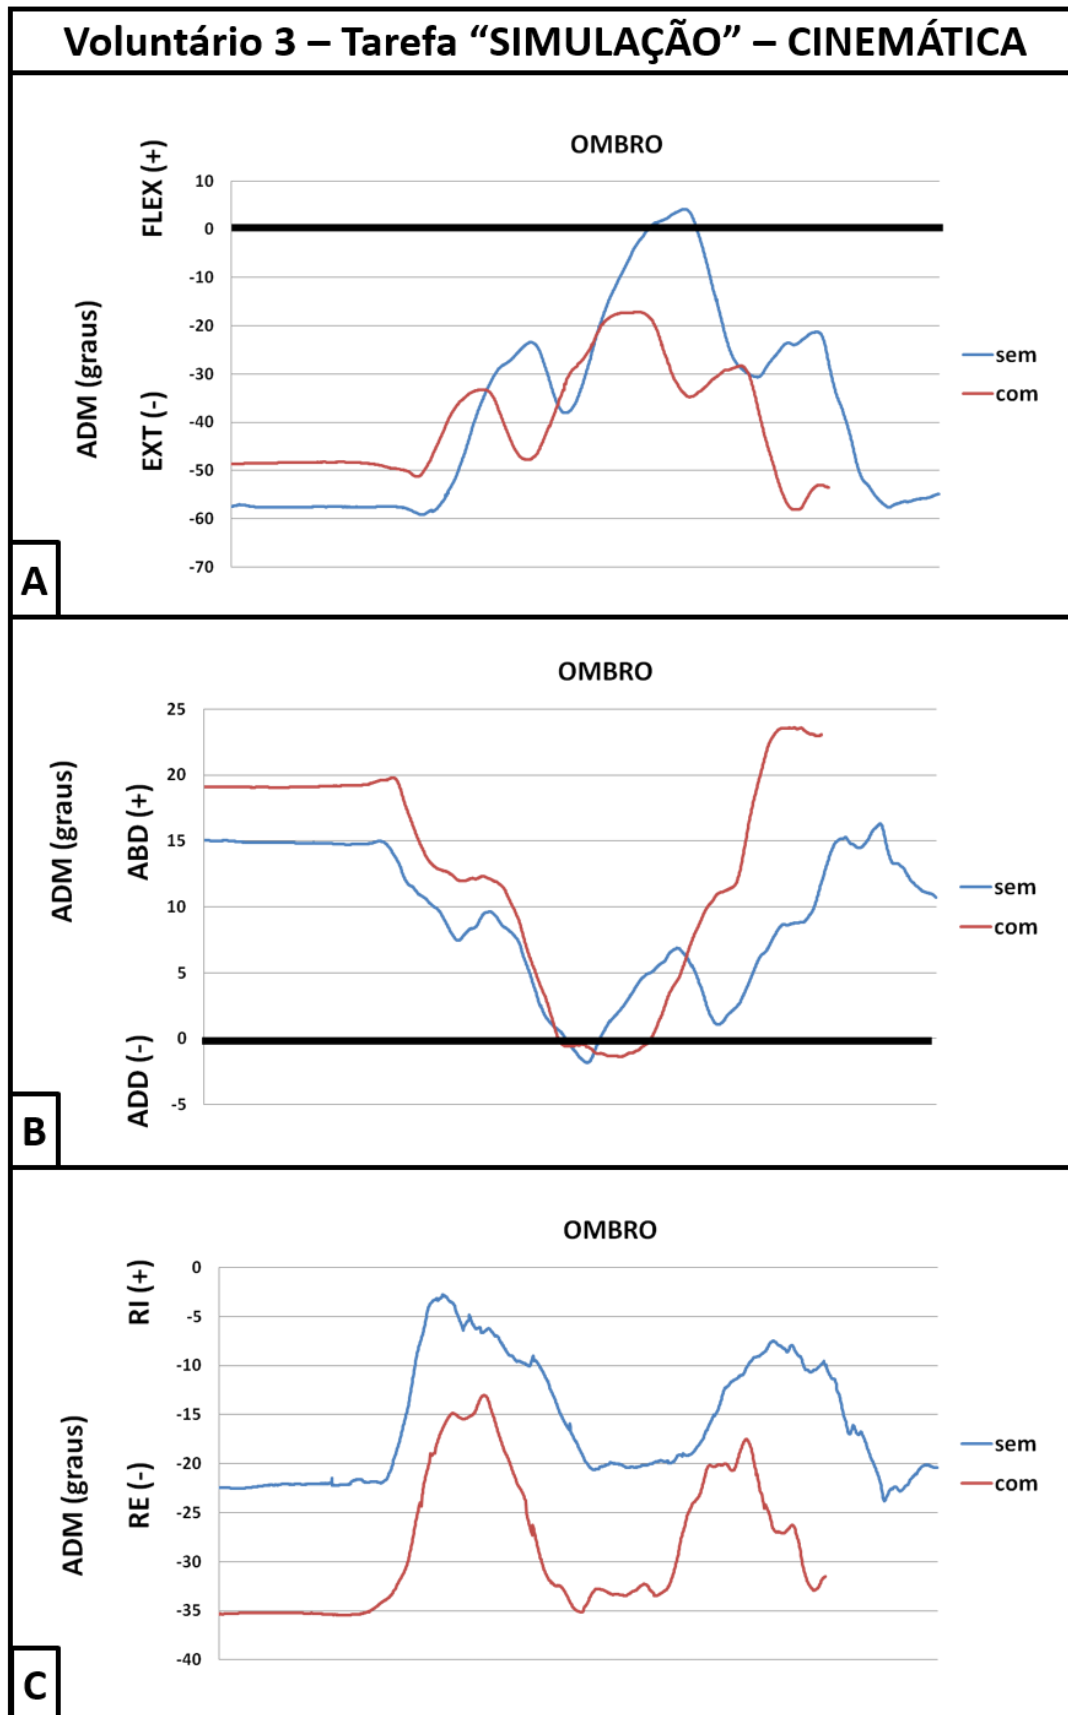 Voluntário 3 – Tarefa “SIMULAÇÃO” – CINEMÁTICA
OMBRO
ADM (graus)
EXT (-) FLEX (+)
10
0
-10
-20
-30
-40
-50
-60
-70
sem
com
A
OMBRO
ADM (graus)
ADD (-) ABD (+)
25
20
15
10
5
0
-5
sem
com
B
OMBRO
ADM (graus)
RE (-) RI (+)
0
-5
-10
-15
-20
-25
-30
-35
-40
sem
com
C